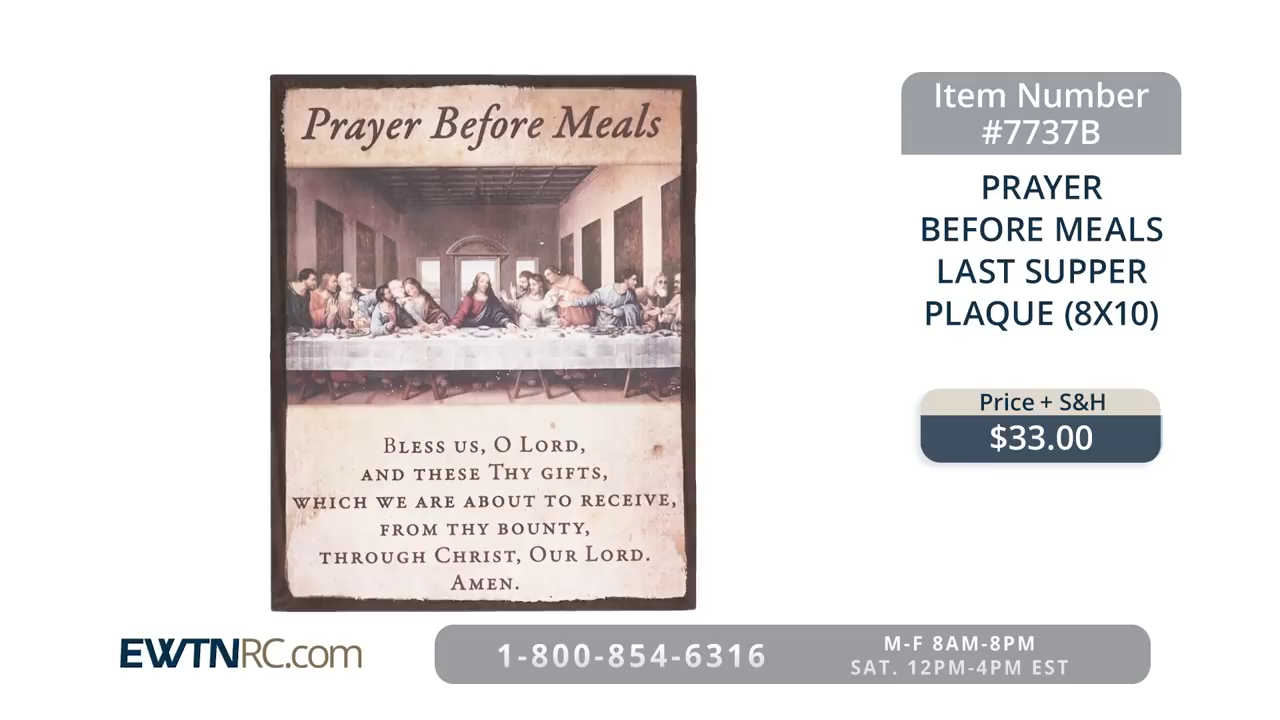 Prayer Before Meals
Bless us, O Lord,
and these Thy gifts,
which we are about to receive,
from thy bounty,
through Christ, Our Lord.
Amen.
Item Number
#7737B
PRAYER
BEFORE MEALS
LAST SUPPER
PLAQUE (8X10)
Price + S&H
$33.00
EWTNRC.com
1-800-854-6316
M-F 8AM-8PM
SAT. 12PM-4PM EST